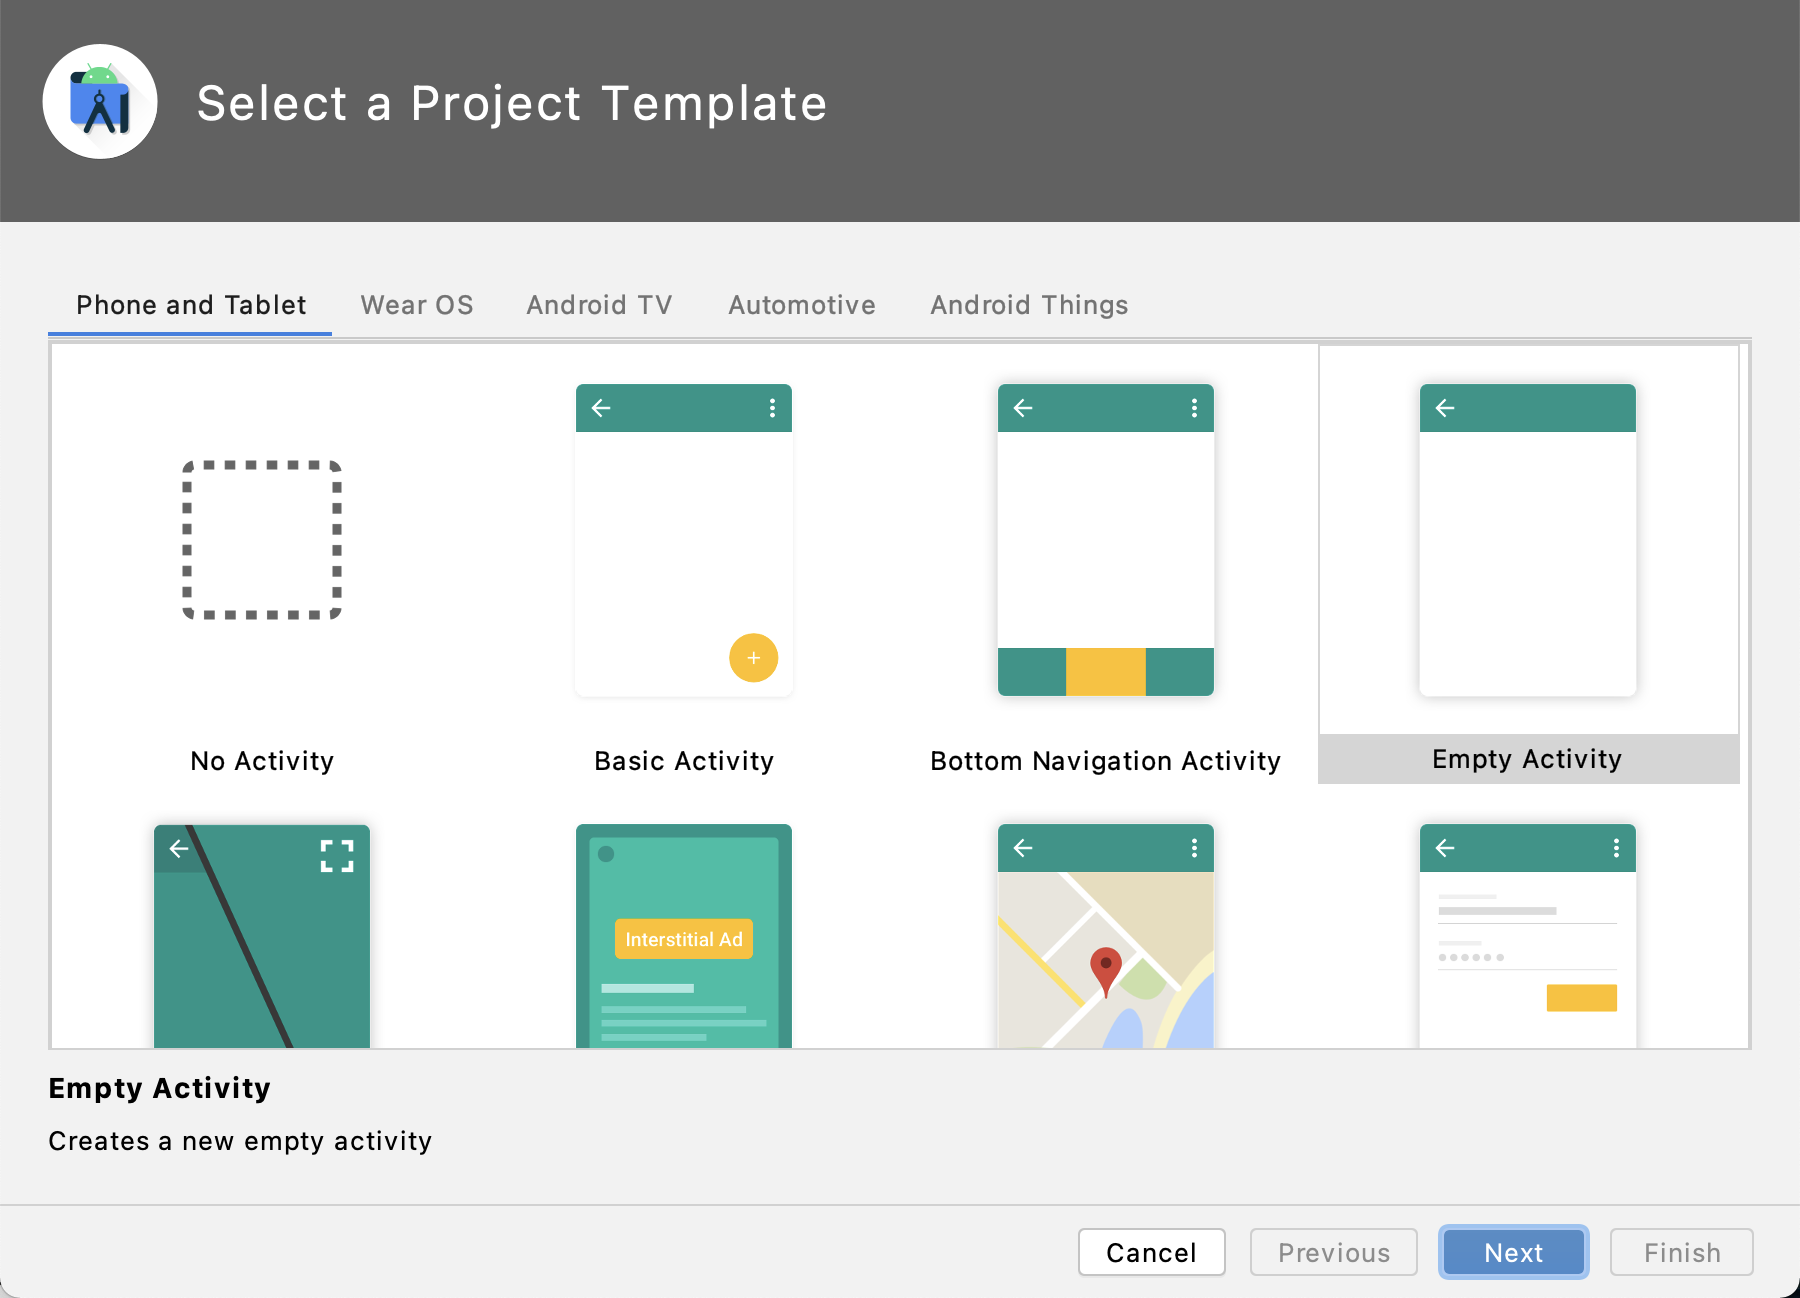 Select a Project Template
Phone and Tablet Wear OS Android TV Automotive Android Things
+
No Activity Basic Activity Bottom Navigation Activity Empty Activity
Interstitial Ad
Empty Activity
Creates a new empty activity
Cancel Previous Next Finish